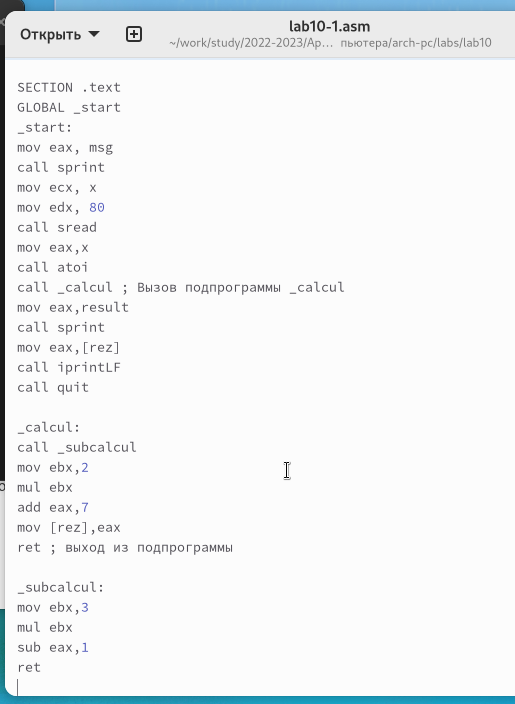 Открыть
lab10-1.asm
~/work/study/2022-2023/Ар... пьютера/arch-pc/labs/lab10
SECTION .text
GLOBAL _start
_start:
mov eax, msg
call sprint
mov ecx, x
mov edx, 80
call sread
mov eax,x
call atoi
call _calcul ; Вызов подпрограммы _calcul
mov eax,result
call sprint
mov eax,[rez]
call iprintLF
call quit
_calcul:
call _subcalcul
mov ebx,2
mul ebx
add eax,7
mov [rez],eax
ret ; выход из подпрограммы
_subcalcul:
mov ebx,3
mul ebx
sub eax,1
ret